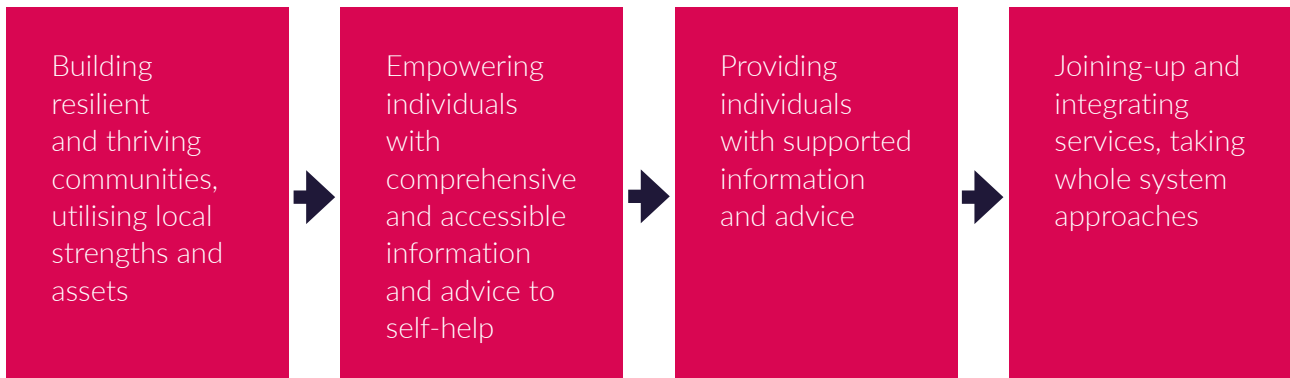 Building
resilient
and thriving
communities,
utilising local
strengths and
assets
Empowering
individuals
with
comprehensive
and accessible
information
and advice to
self-help
Providing
individuals
with supported
information
and advice
Joining-up and
integrating
services, taking
whole system
approaches